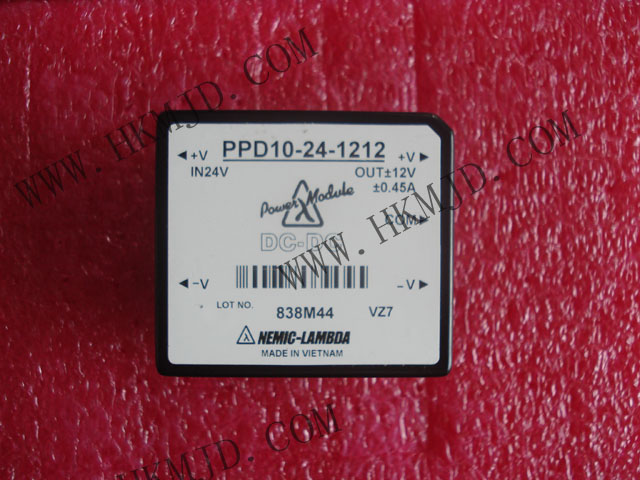 PPD10-24-1212
+V +V
IN24V OUT±12V
±0.45A
Power Module
COM
DC-DC
-V -V
LOT NO. 838M44 VZ7
NEMIC-LAMBDA
MADE IN VIETNAM
WWW.HKMJD.COM
WWW.HKMJD.COM
WWW.HKMJD.COM